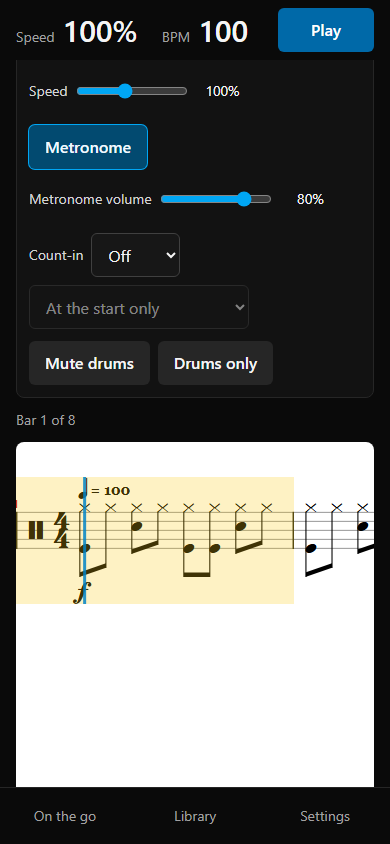 Speed 100% BPM 100 Play
Speed 100%
Metronome
Metronome volume 80%
Count-in Off
At the start only
Mute drums Drums only
Bar 1 of 8
= 100
4
4
f
On the go Library Settings